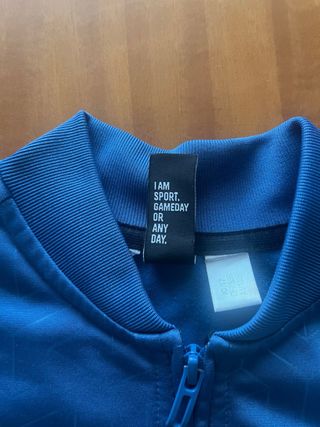 I AM
SPORT.
GAMEDAY
OR
ANY
DAY.